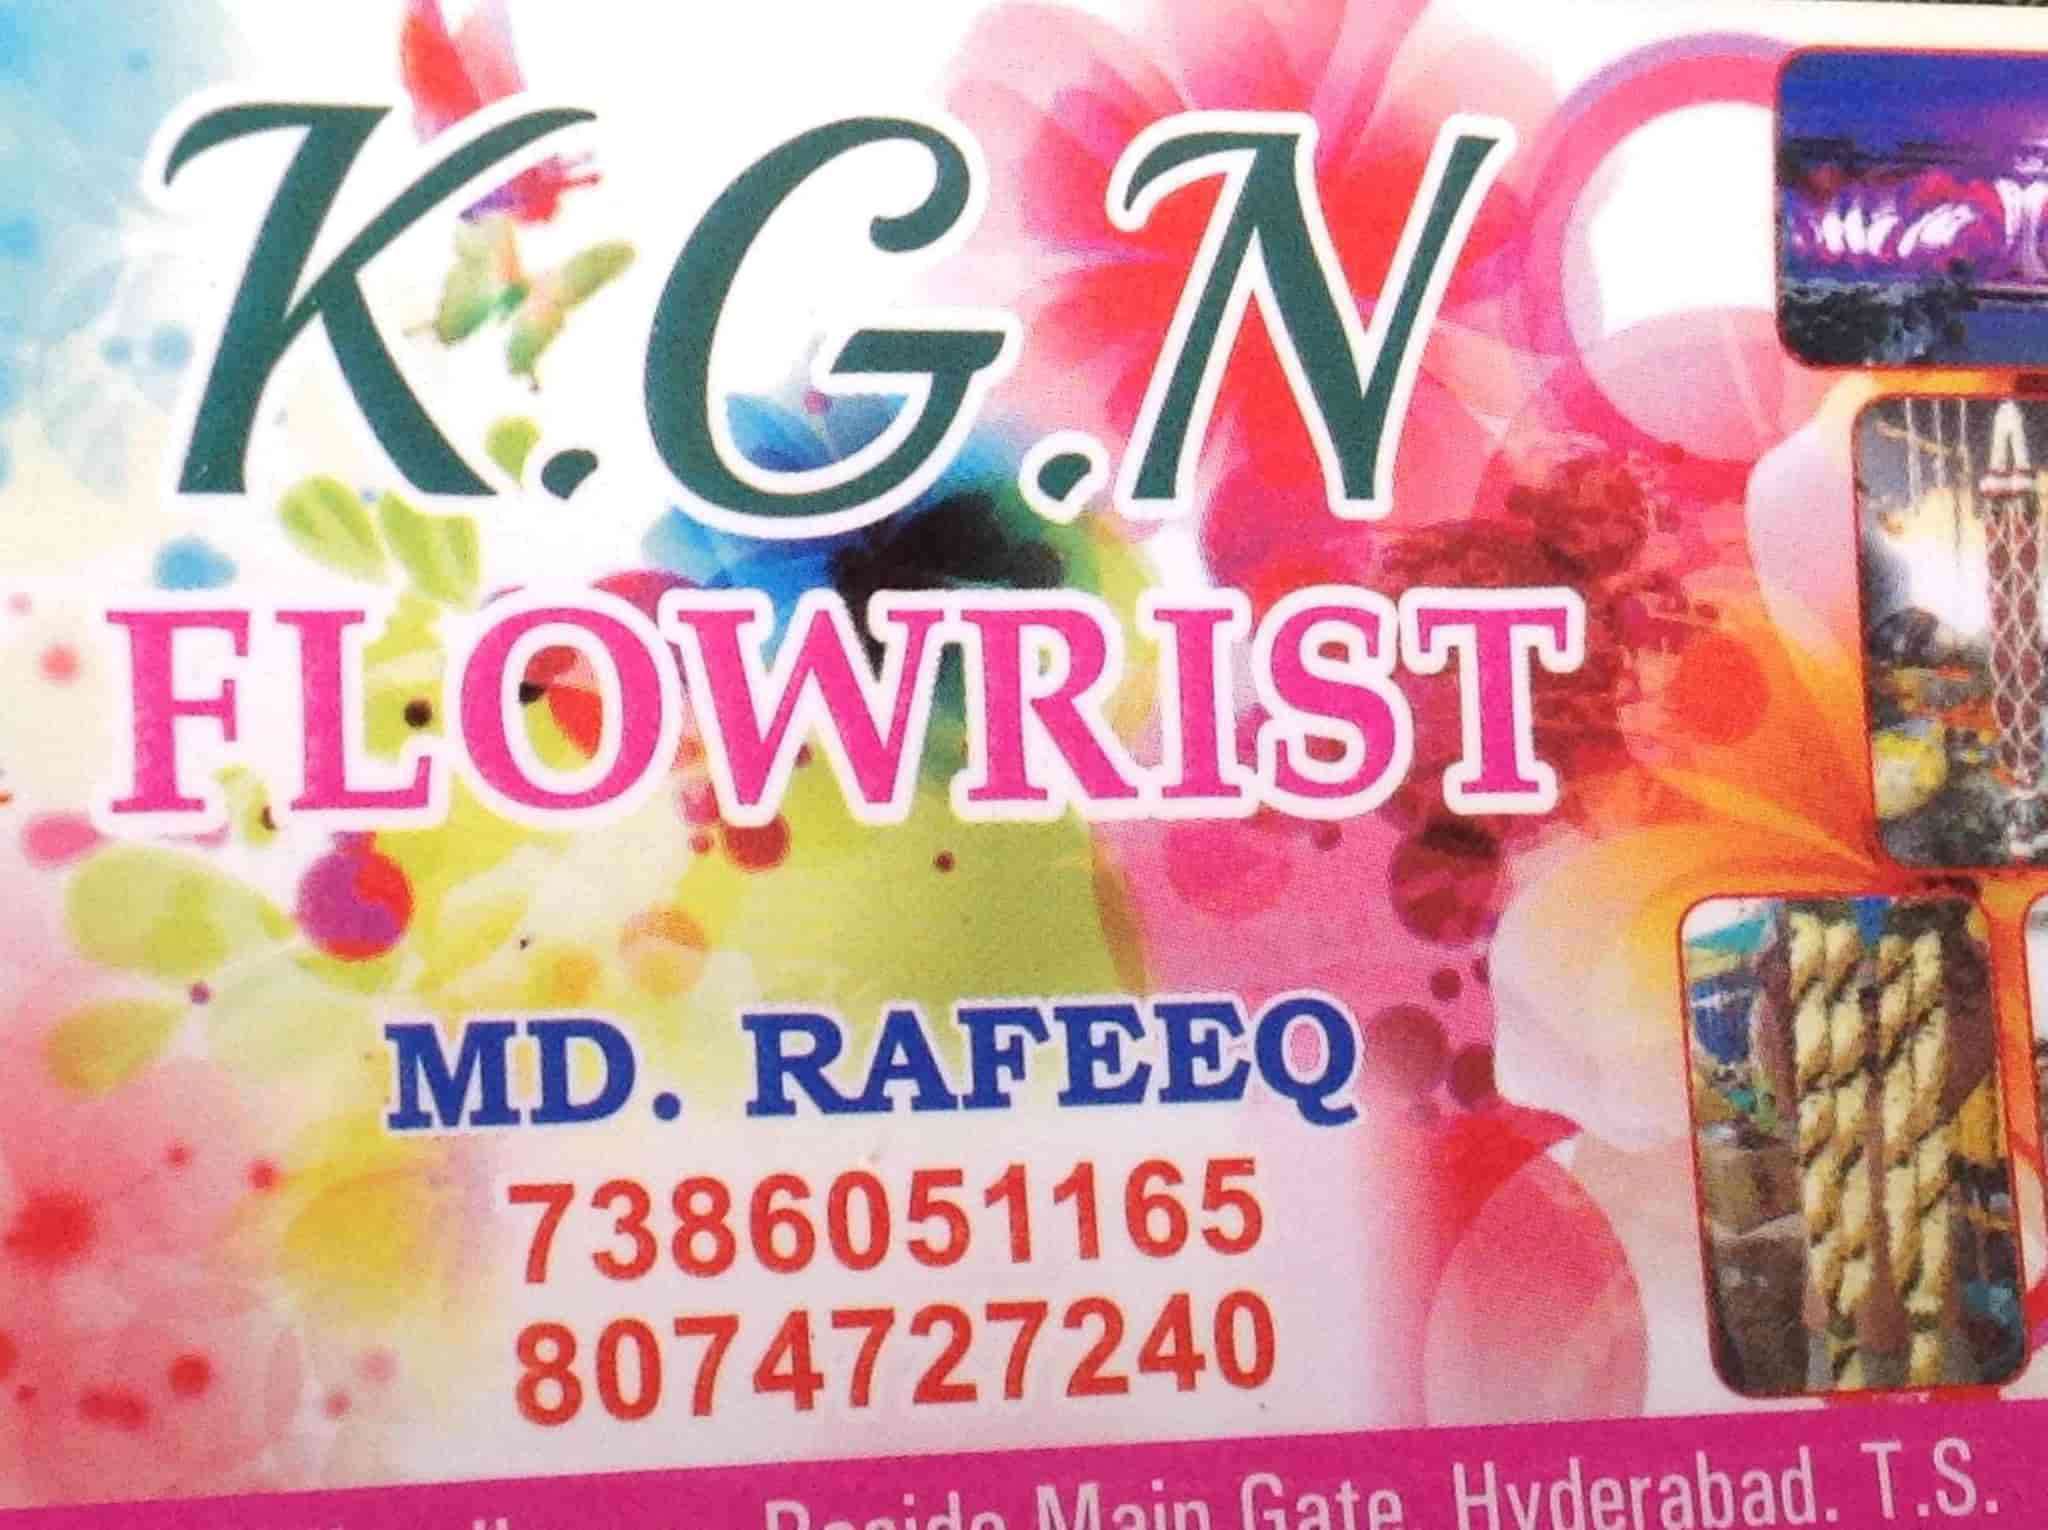 K.G.N
FLOWRIST
MD. RAFEEQ
7386051165
8074727240
Beside Main Gate, Hyderabad. T.S.